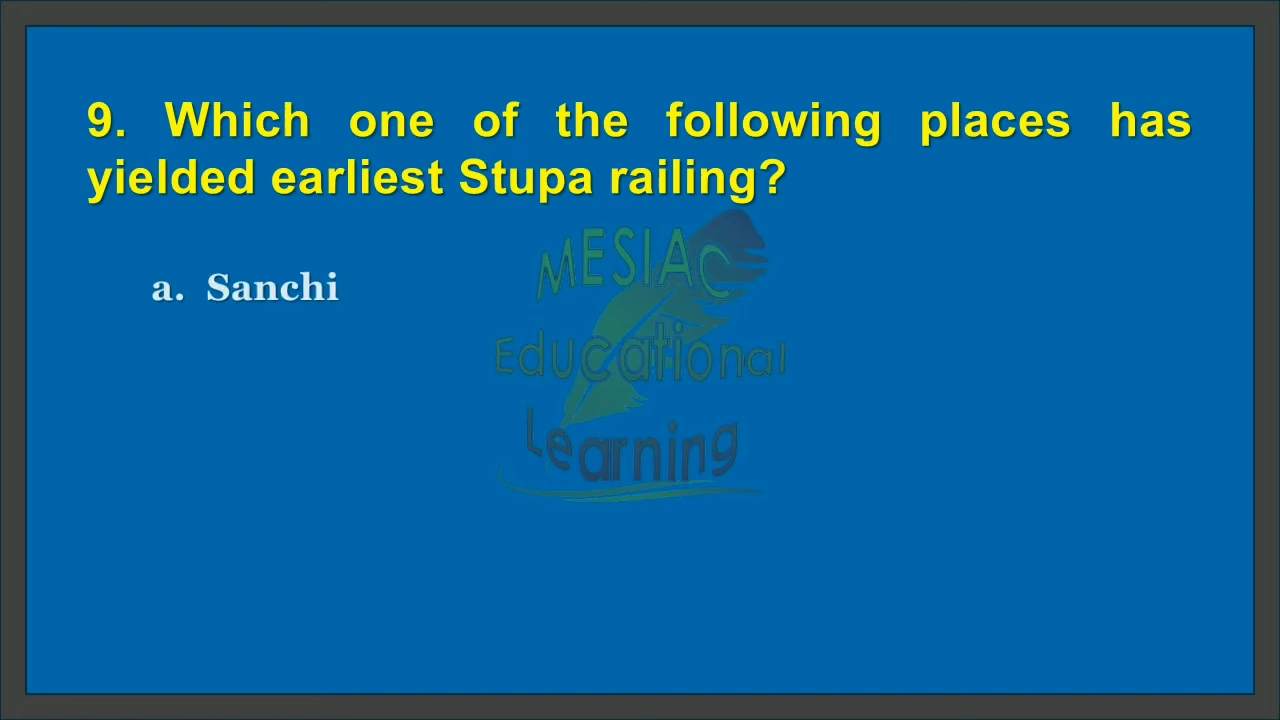 9. Which one of the following places has
yielded earliest Stupa railing?
MESIAC
a. Sanchi
Educational
Learning